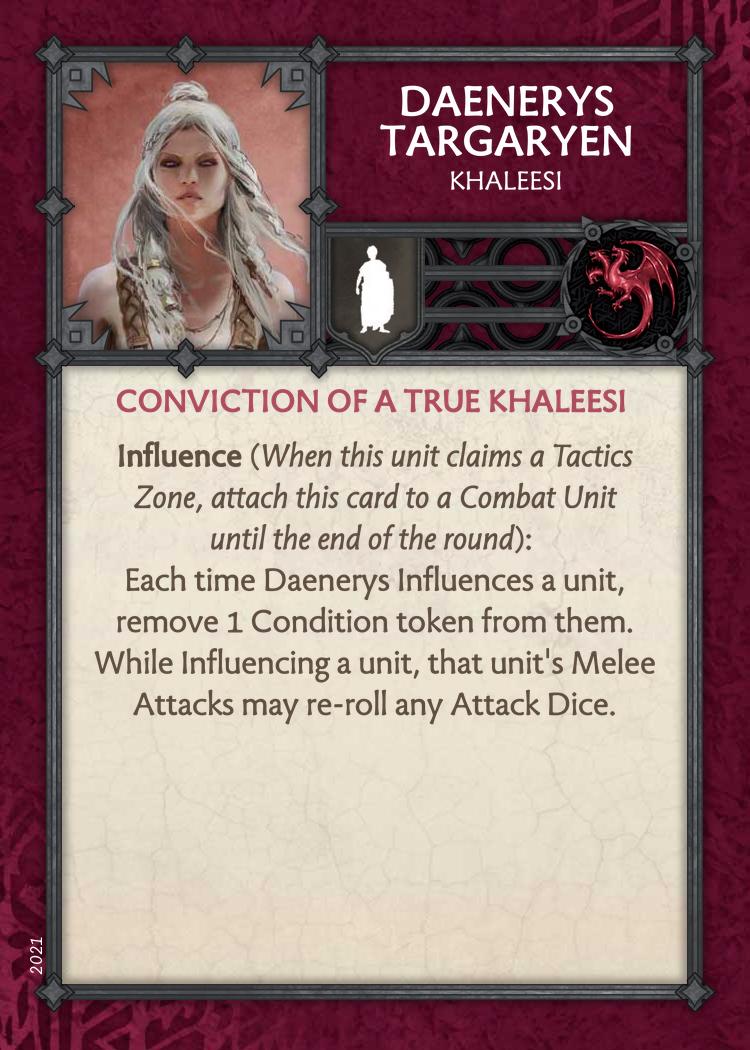 DAENERYS
TARGARYEN
KHALEESI
CONVICTION OF A TRUE KHALEESI
Influence (When this unit claims a Tactics
Zone, attach this card to a Combat Unit
until the end of the round):
Each time Daenerys Influences a unit,
remove 1 Condition token from them.
While Influencing a unit, that unit's Melee
Attacks may re-roll any Attack Dice.
2021